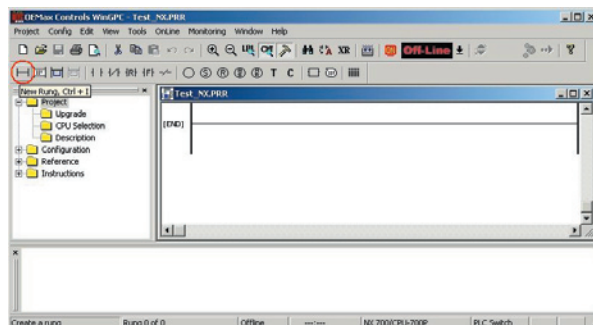 OEMax Controls WinGPC - Test_NX.PRR
Project Config Edit View Tools OnLine Monitoring Window Help
XR Off-Line
S R D T C
New Rung, Ctrl + I
Test_NX.PRR
Project
Upgrade
CPU Selection
Description
Configuration
Reference
Instructions
[END]
Create a rung Rung 0 of 0 Offline ---:--- NX 700/CPU-700P PLC Switch